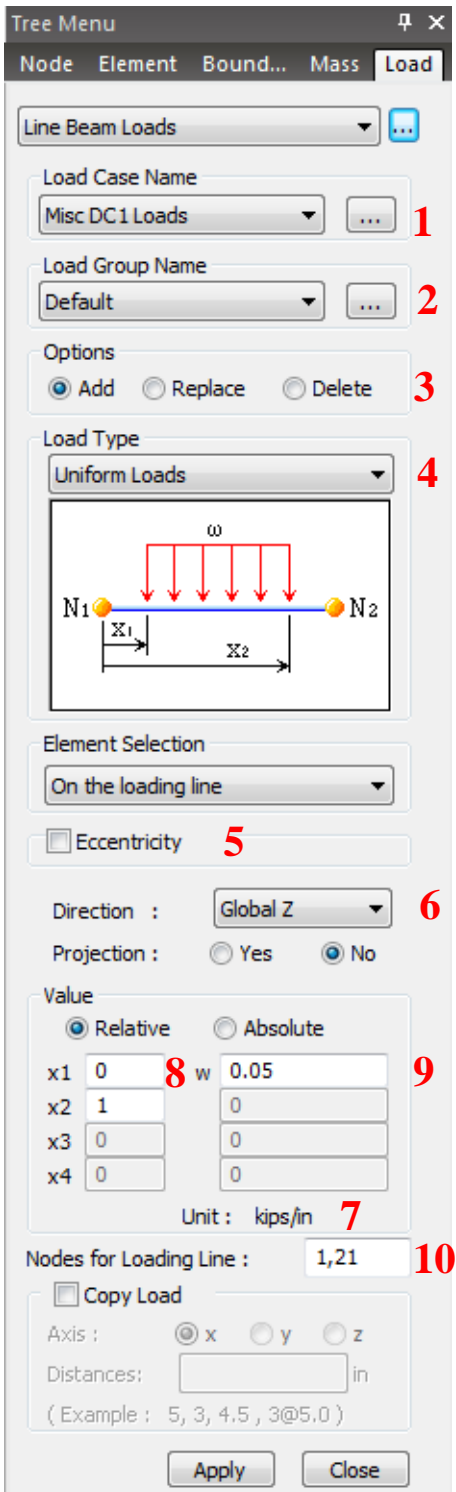 Tree Menu
Node Element Bound... Mass Load
Line Beam Loads ...
Load Case Name
Misc DC1 Loads ... 1
Load Group Name
Default ... 2
Options
Add Replace Delete 3
Load Type
Uniform Loads 4
ω
N1 N2
X1
X2
Element Selection
On the loading line
Eccentricity 5
Direction : Global Z 6
Projection : Yes No
Value
Relative Absolute
x1 0 8 w 0.05 9
x2 1 0
x3 0 0
x4 0 0
Unit : kips/in 7
Nodes for Loading Line : 1,21 10
Copy Load
Axis : x y z
Distances: in
( Example : 5, 3, 4.5 , 3@5.0 )
Apply Close